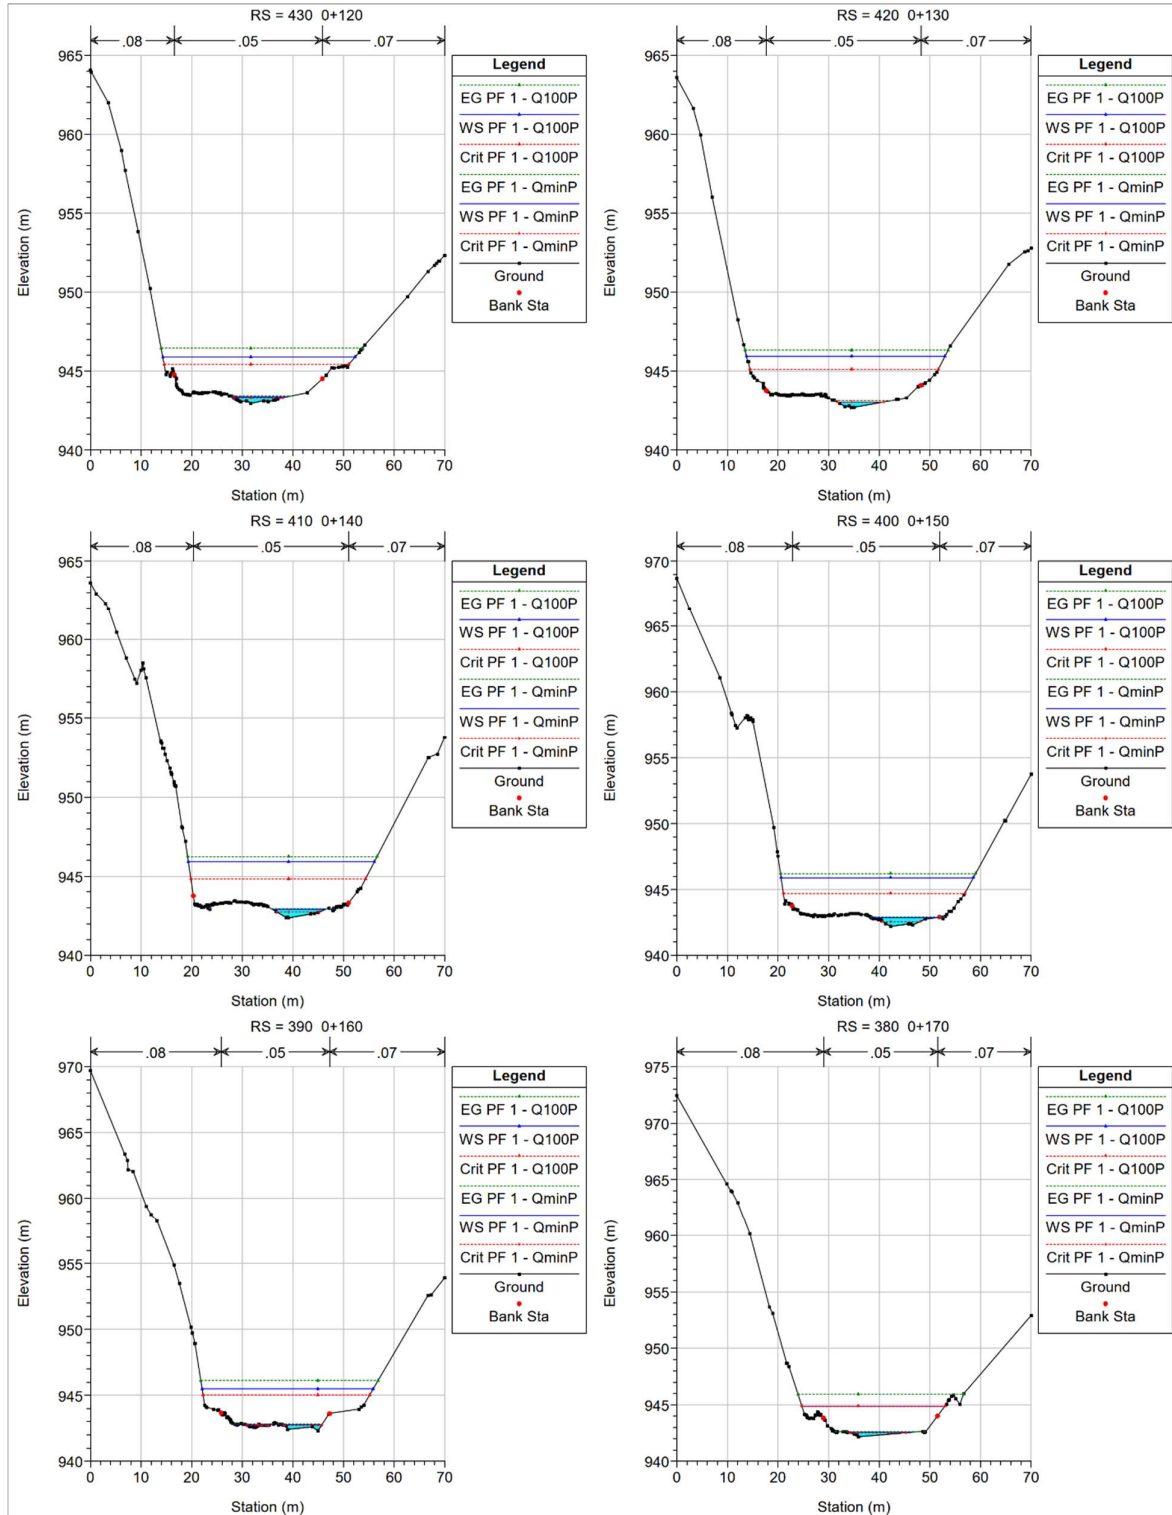 RS = 430 0+120
.08 .05 .07
965
960
955
950
945
940
Elevation (m)
0 10 20 30 40 50 60 70
Station (m)
Legend
EG PF 1 - Q100P
WS PF 1 - Q100P
Crit PF 1 - Q100P
EG PF 1 - QminP
WS PF 1 - QminP
Crit PF 1 - QminP
Ground
Bank Sta
RS = 420 0+130
.08 .05 .07
965
960
955
950
945
940
Elevation (m)
0 10 20 30 40 50 60 70
Station (m)
Legend
EG PF 1 - Q100P
WS PF 1 - Q100P
Crit PF 1 - Q100P
EG PF 1 - QminP
WS PF 1 - QminP
Crit PF 1 - QminP
Ground
Bank Sta
RS = 410 0+140
.08 .05 .07
965
960
955
950
945
940
Elevation (m)
0 10 20 30 40 50 60 70
Station (m)
Legend
EG PF 1 - Q100P
WS PF 1 - Q100P
Crit PF 1 - Q100P
EG PF 1 - QminP
WS PF 1 - QminP
Crit PF 1 - QminP
Ground
Bank Sta
RS = 400 0+150
.08 .05 .07
970
965
960
955
950
945
940
Elevation (m)
0 10 20 30 40 50 60 70
Station (m)
Legend
EG PF 1 - Q100P
WS PF 1 - Q100P
Crit PF 1 - Q100P
EG PF 1 - QminP
WS PF 1 - QminP
Crit PF 1 - QminP
Ground
Bank Sta
RS = 390 0+160
.08 .05 .07
970
965
960
955
950
945
940
Elevation (m)
0 10 20 30 40 50 60 70
Station (m)
Legend
EG PF 1 - Q100P
WS PF 1 - Q100P
Crit PF 1 - Q100P
EG PF 1 - QminP
WS PF 1 - QminP
Crit PF 1 - QminP
Ground
Bank Sta
RS = 380 0+170
.08 .05 .07
975
970
965
960
955
950
945
940
Elevation (m)
0 10 20 30 40 50 60 70
Station (m)
Legend
EG PF 1 - Q100P
WS PF 1 - Q100P
Crit PF 1 - Q100P
EG PF 1 - QminP
WS PF 1 - QminP
Crit PF 1 - QminP
Ground
Bank Sta